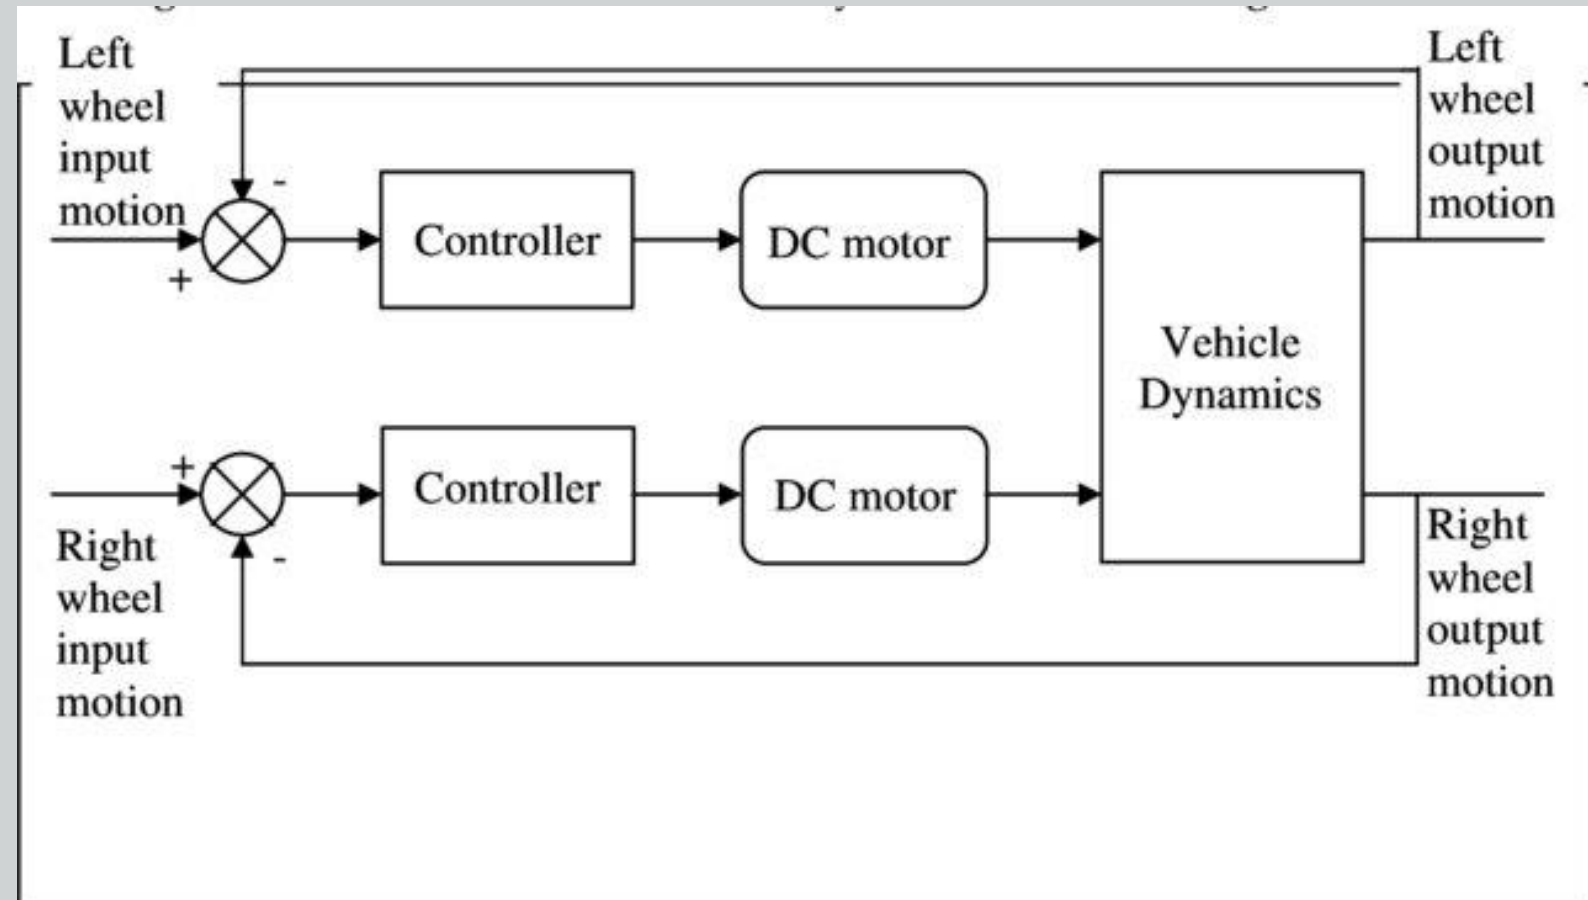 Left
wheel
input
motion
-
+
Controller
DC motor
Vehicle
Dynamics
Left
wheel
output
motion
+
-
Controller
DC motor
Right
wheel
input
motion
Right
wheel
output
motion